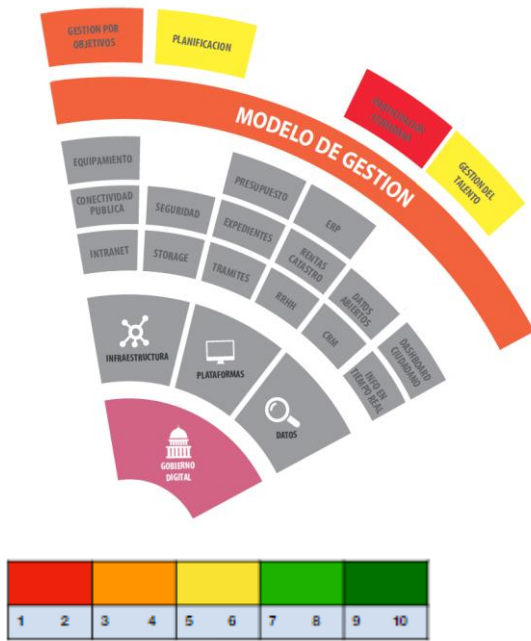 GESTION POR
OBJETIVOS
PLANIFICACION
PARTICIPACION
CIUDADANA
GESTION DEL
TALENTO
MODELO DE GESTION
EQUIPAMIENTO
PRESUPUESTO
ERP
CONECTIVIDAD
PUBLICA
SEGURIDAD
EXPEDIENTES
RENTAS
CATASTRO
DATOS
ABIERTOS
DASHBOARD
CIUDADANO
INTRANET
STORAGE
TRAMITES
RRHH
CRM
INFO EN
TIEMPO REAL
INFRAESTRUCTURA
PLATAFORMAS
DATOS
GOBIERNO
DIGITAL
1 2 3 4 5 6 7 8 9 10